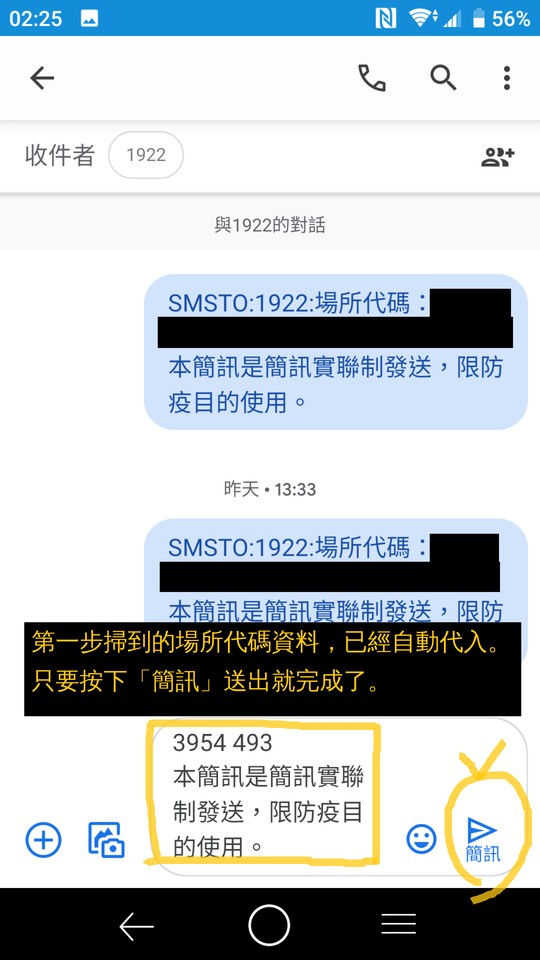 02:25
56%
收件者 1922
與1922的對話
SMSTO:1922:場所代碼：
本簡訊是簡訊實聯制發送，限防
疫目的使用。
昨天 • 13:33
SMSTO:1922:場所代碼：
本簡訊是簡訊實聯制發送，限防
第一步掃到的場所代碼資料，已經自動代入。
只要按下「簡訊」送出就完成了。
3954 493
本簡訊是簡訊實聯
制發送，限防疫目
的使用。
簡訊